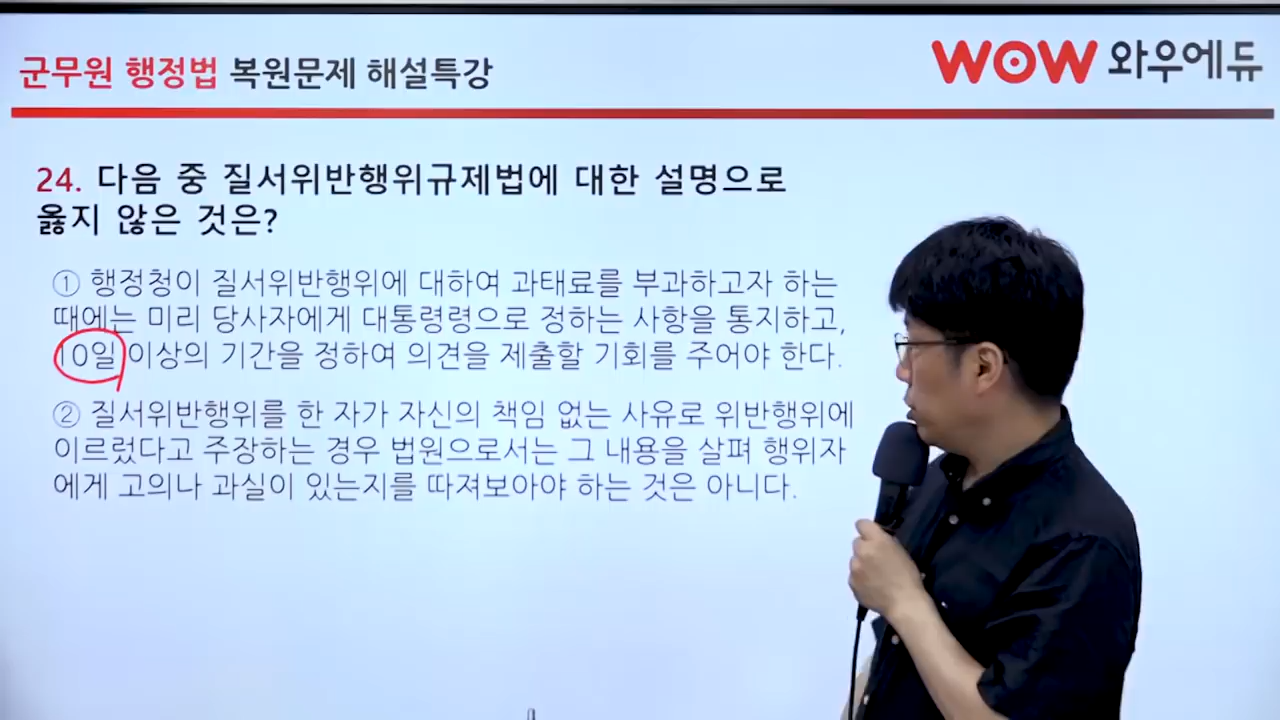 군무원 행정법 복원문제 해설특강
WOW 와우에듀
24. 다음 중 질서위반행위규제법에 대한 설명으로
옳지 않은 것은?
① 행정청이 질서위반행위에 대하여 과태료를 부과하고자 하는
때에는 미리 당사자에게 대통령령으로 정하는 사항을 통지하고,
10일 이상의 기간을 정하여 의견을 제출할 기회를 주어야 한다.
② 질서위반행위를 한 자가 자신의 책임 없는 사유로 위반행위에
이르렀다고 주장하는 경우 법원으로서는 그 내용을 살펴 행위자
에게 고의나 과실이 있는지를 따져보아야 하는 것은 아니다.